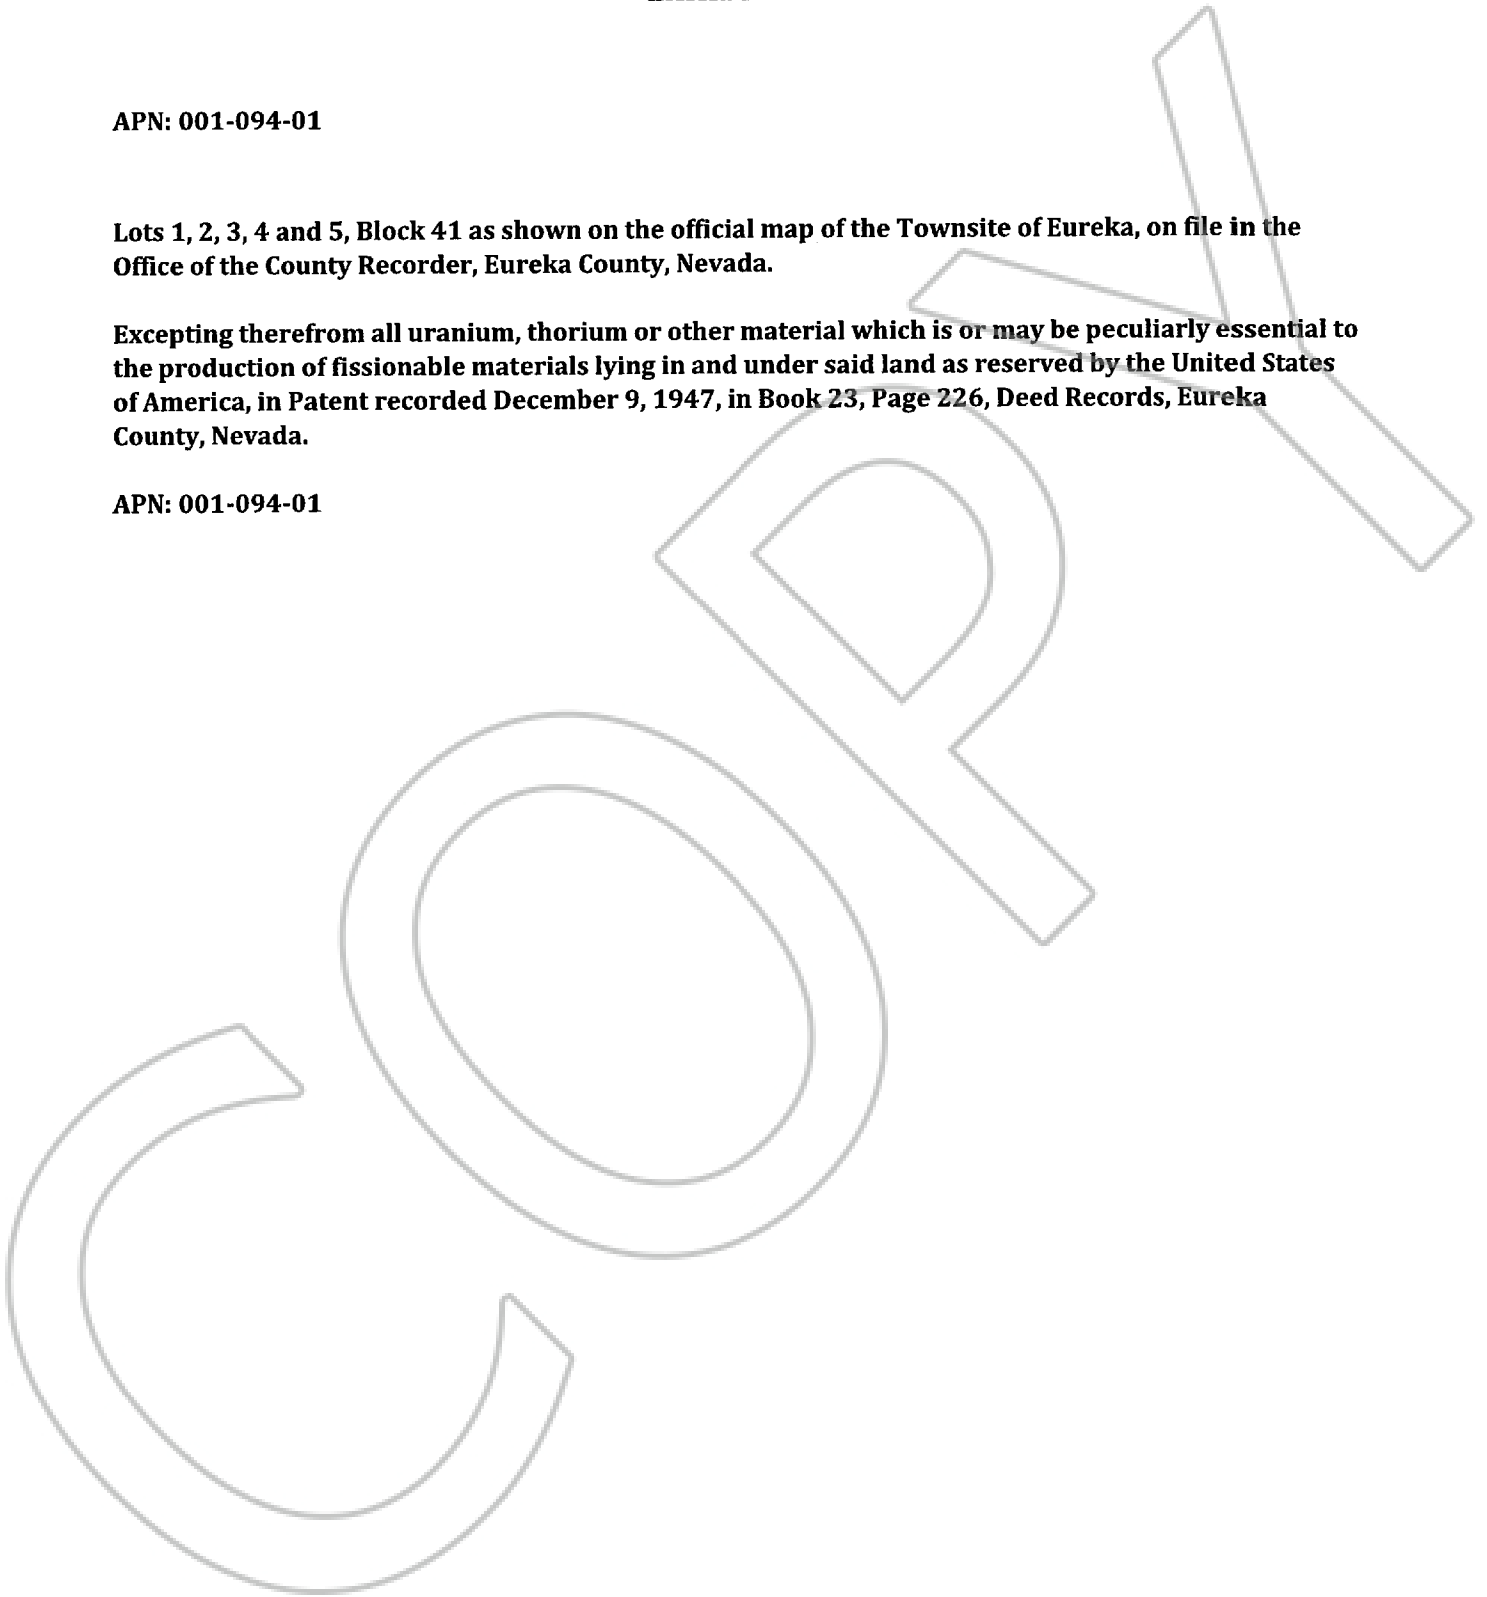 APN: 001-094-01
Lots 1, 2, 3, 4 and 5, Block 41 as shown on the official map of the Townsite of Eureka, on file in the
Office of the County Recorder, Eureka County, Nevada.
Excepting therefrom all uranium, thorium or other material which is or may be peculiarly essential to
the production of fissionable materials lying in and under said land as reserved by the United States
of America, in Patent recorded December 9, 1947, in Book 23, Page 226, Deed Records, Eureka
County, Nevada.
APN: 001-094-01
COPY